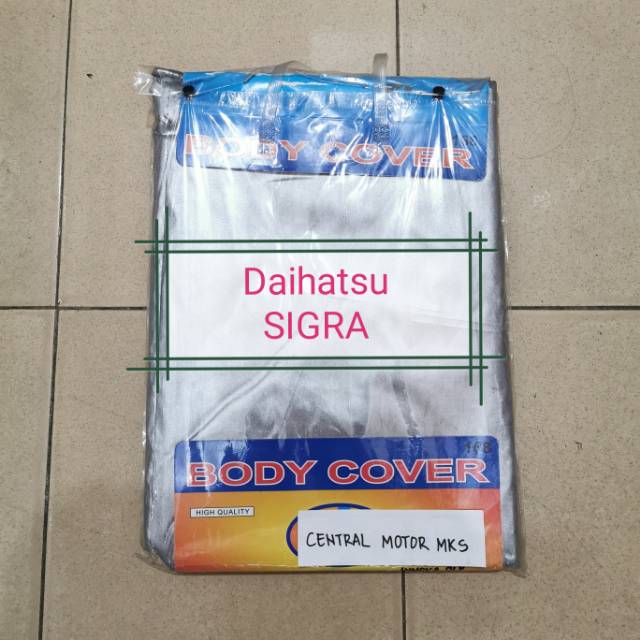 BODY COVER
Daihatsu
SIGRA
BODY COVER
HIGH QUALITY
CENTRAL MOTOR MKS